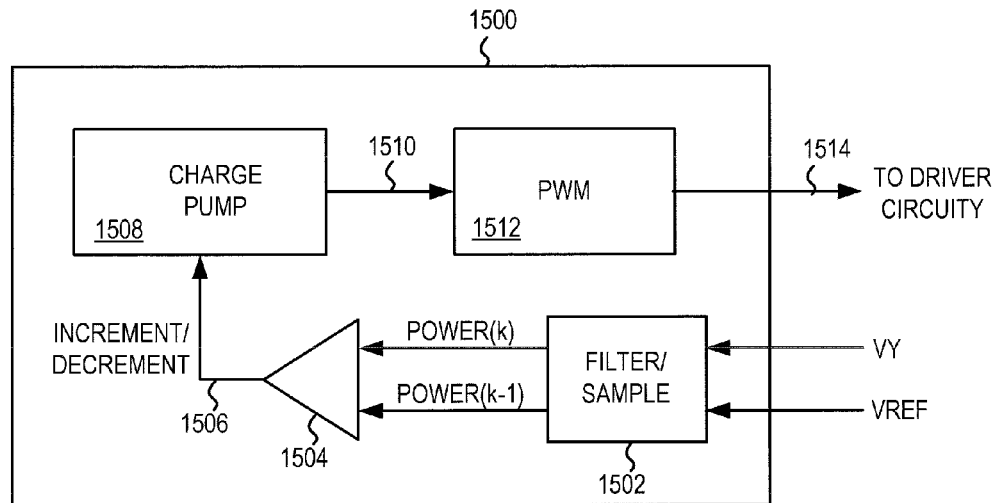 1500
CHARGE
PUMP
1508
1510
PWM
1512
1514
TO DRIVER
CIRCUITY
INCREMENT/
DECREMENT
1506
1504
POWER(k)
POWER(k-1)
FILTER/
SAMPLE
1502
VY
VREF